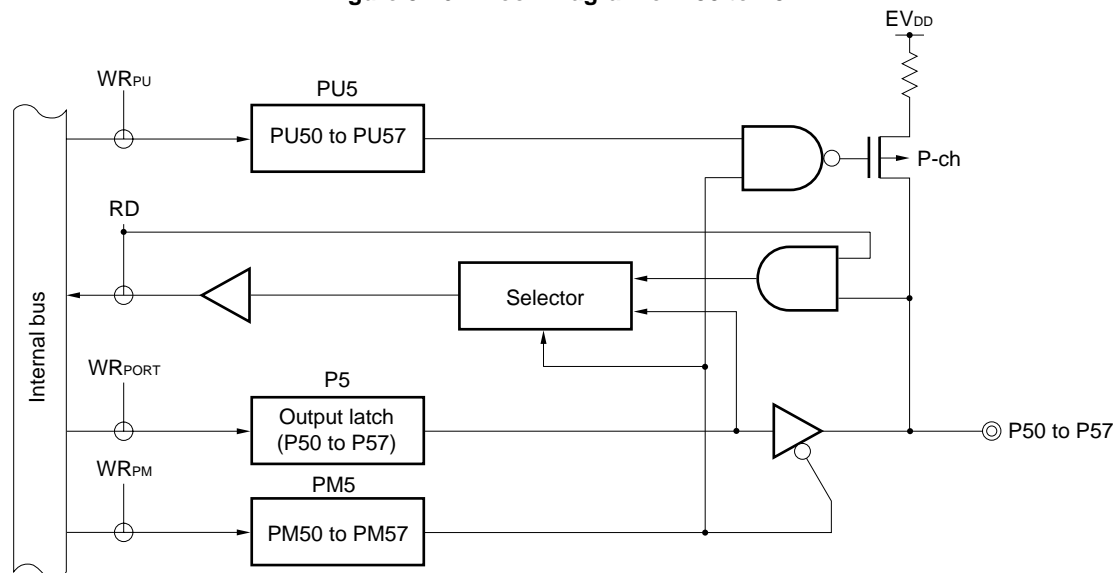 EVDD
WRPU
PU5
PU50 to PU57
P-ch
RD
Selector
Internal bus
WRPORT
P5
Output latch
(P50 to P57)
P50 to P57
WRPM
PM5
PM50 to PM57